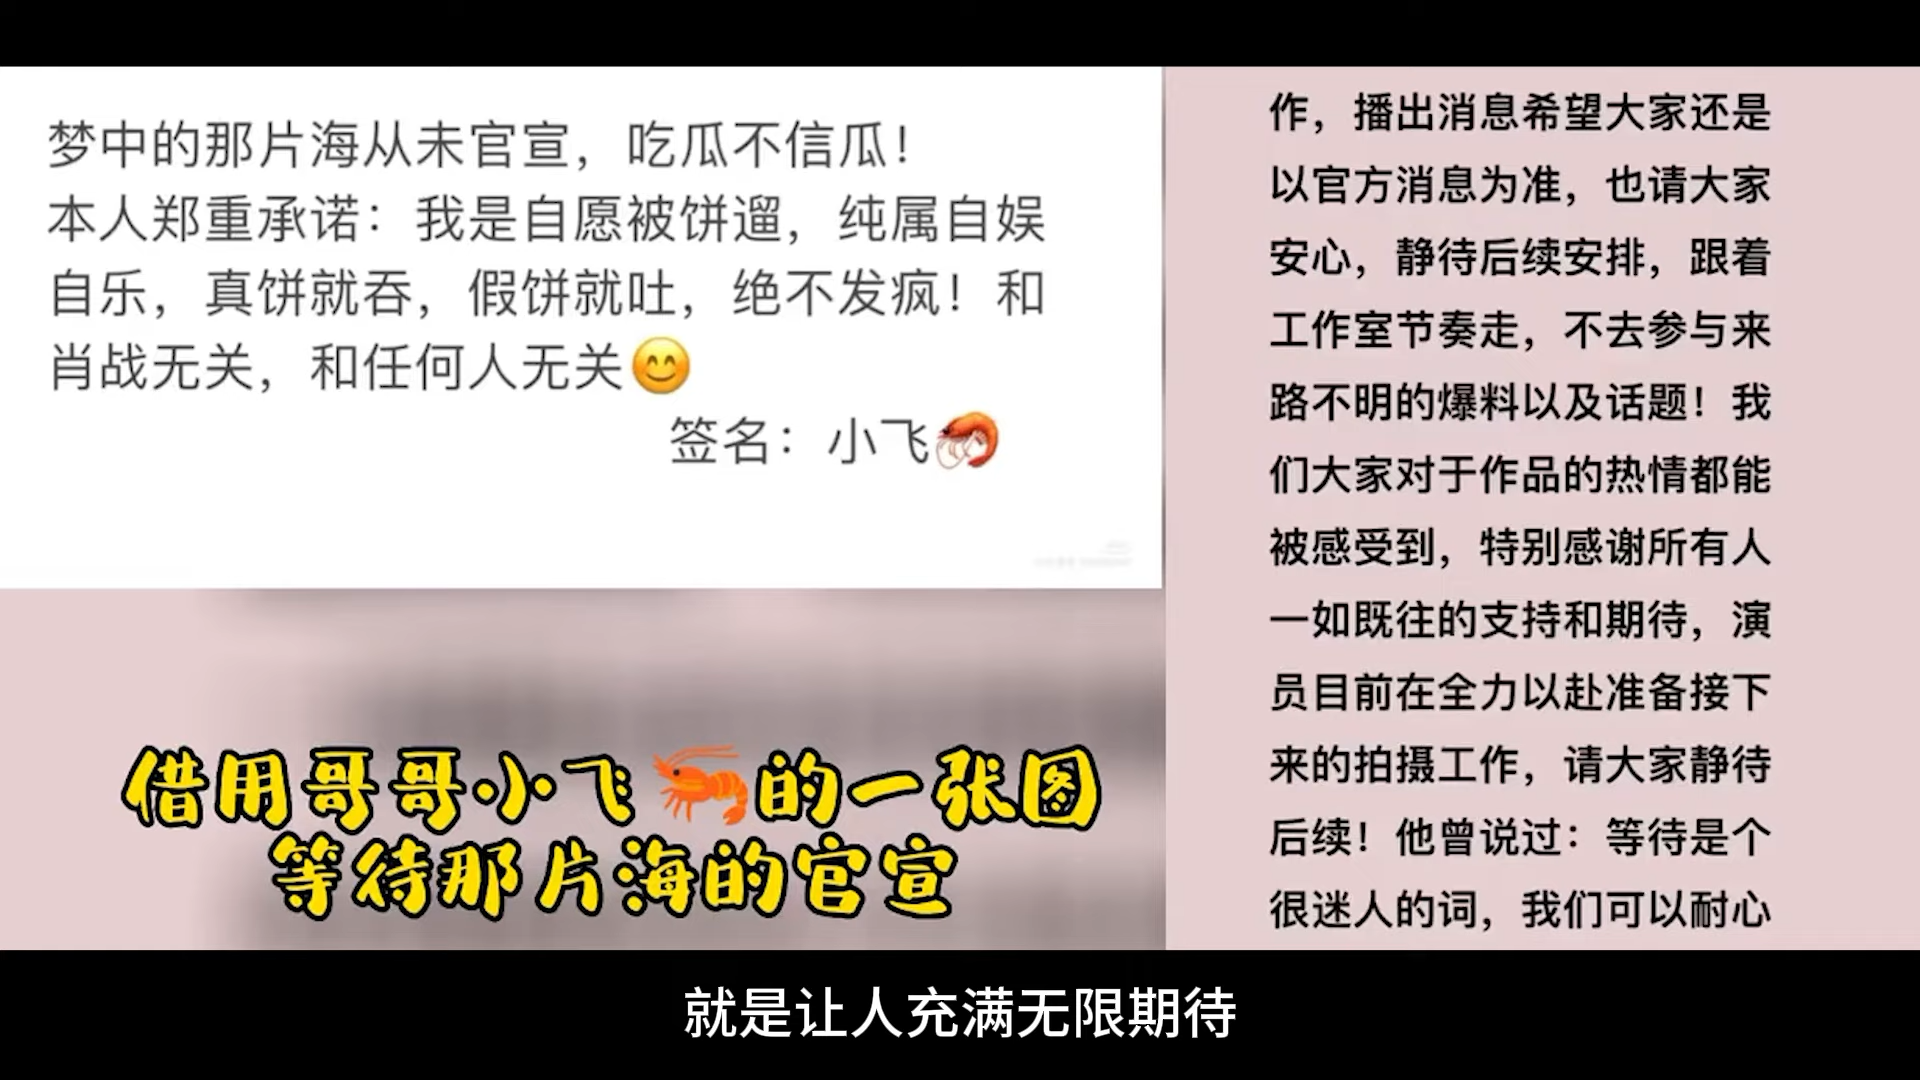 梦中的那片海从未官宣，吃瓜不信瓜！
本人郑重承诺：我是自愿被饼遛，纯属自娱
自乐，真饼就吞，假饼就吐，绝不发疯！和
肖战无关，和任何人无关😊
签名：小飞🦐
借用哥哥小飞🦐的一张图
等待那片海的官宣
作，播出消息希望大家还是
以官方消息为准，也请大家
安心，静待后续安排，跟着
工作室节奏走，不去参与来
路不明的爆料以及话题！我
们大家对于作品的热情都能
被感受到，特别感谢所有人
一如既往的支持和期待，演
员目前在全力以赴准备接下
来的拍摄工作，请大家静待
后续！他曾说过：等待是个
很迷人的词，我们可以耐心
就是让人充满无限期待